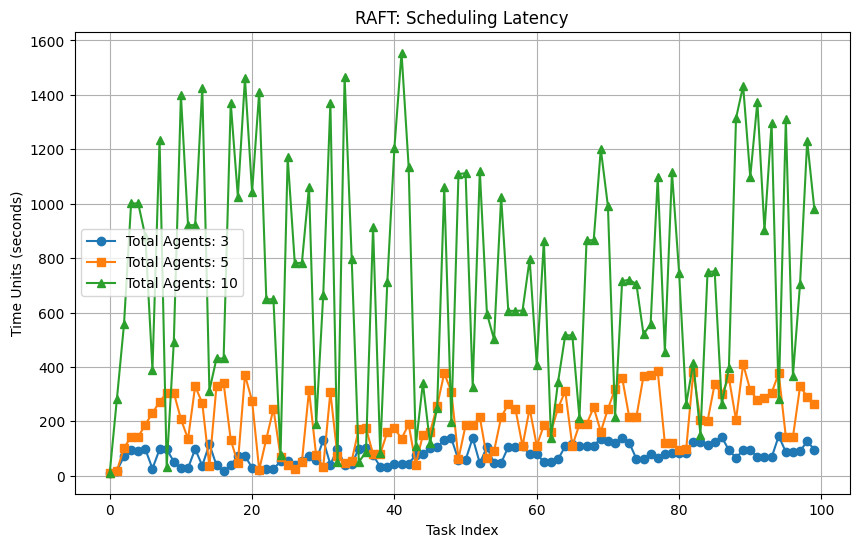 RAFT: Scheduling Latency
Time Units (seconds)
1600
1400
1200
1000
800
600
400
200
0
Total Agents: 3
Total Agents: 5
Total Agents: 10
0
20
40
60
80
100
Task Index